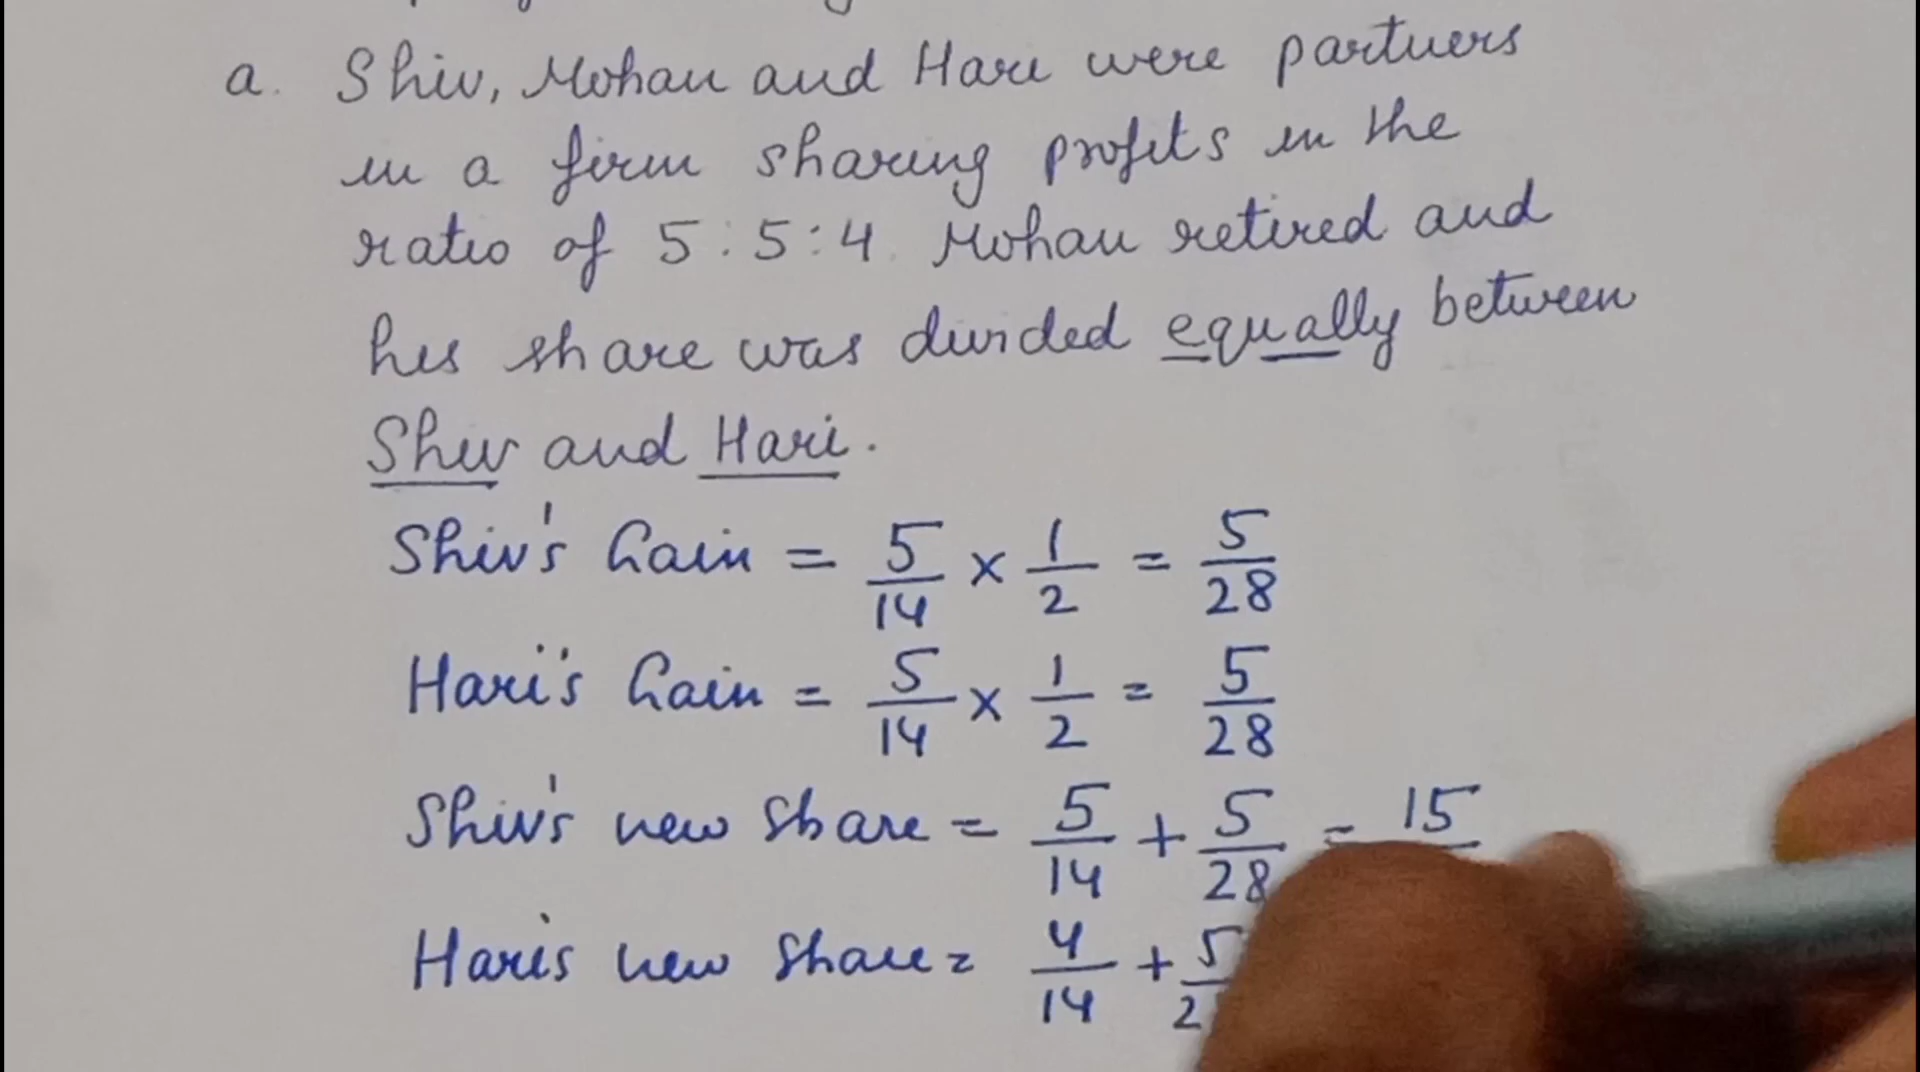 a. Shiv, Mohan and Hari were partners
in a firm sharing profits in the
ratio of 5:5:4. Mohan retired and
his share was divided equally between
Shiv and Hari.
Shiv's Gain = 5/14 × 1/2 = 5/28
Hari's Gain = 5/14 × 1/2 = 5/28
Shiv's new share = 5/14 + 5/28 = 15
Hari's new share = 4/14 + 5